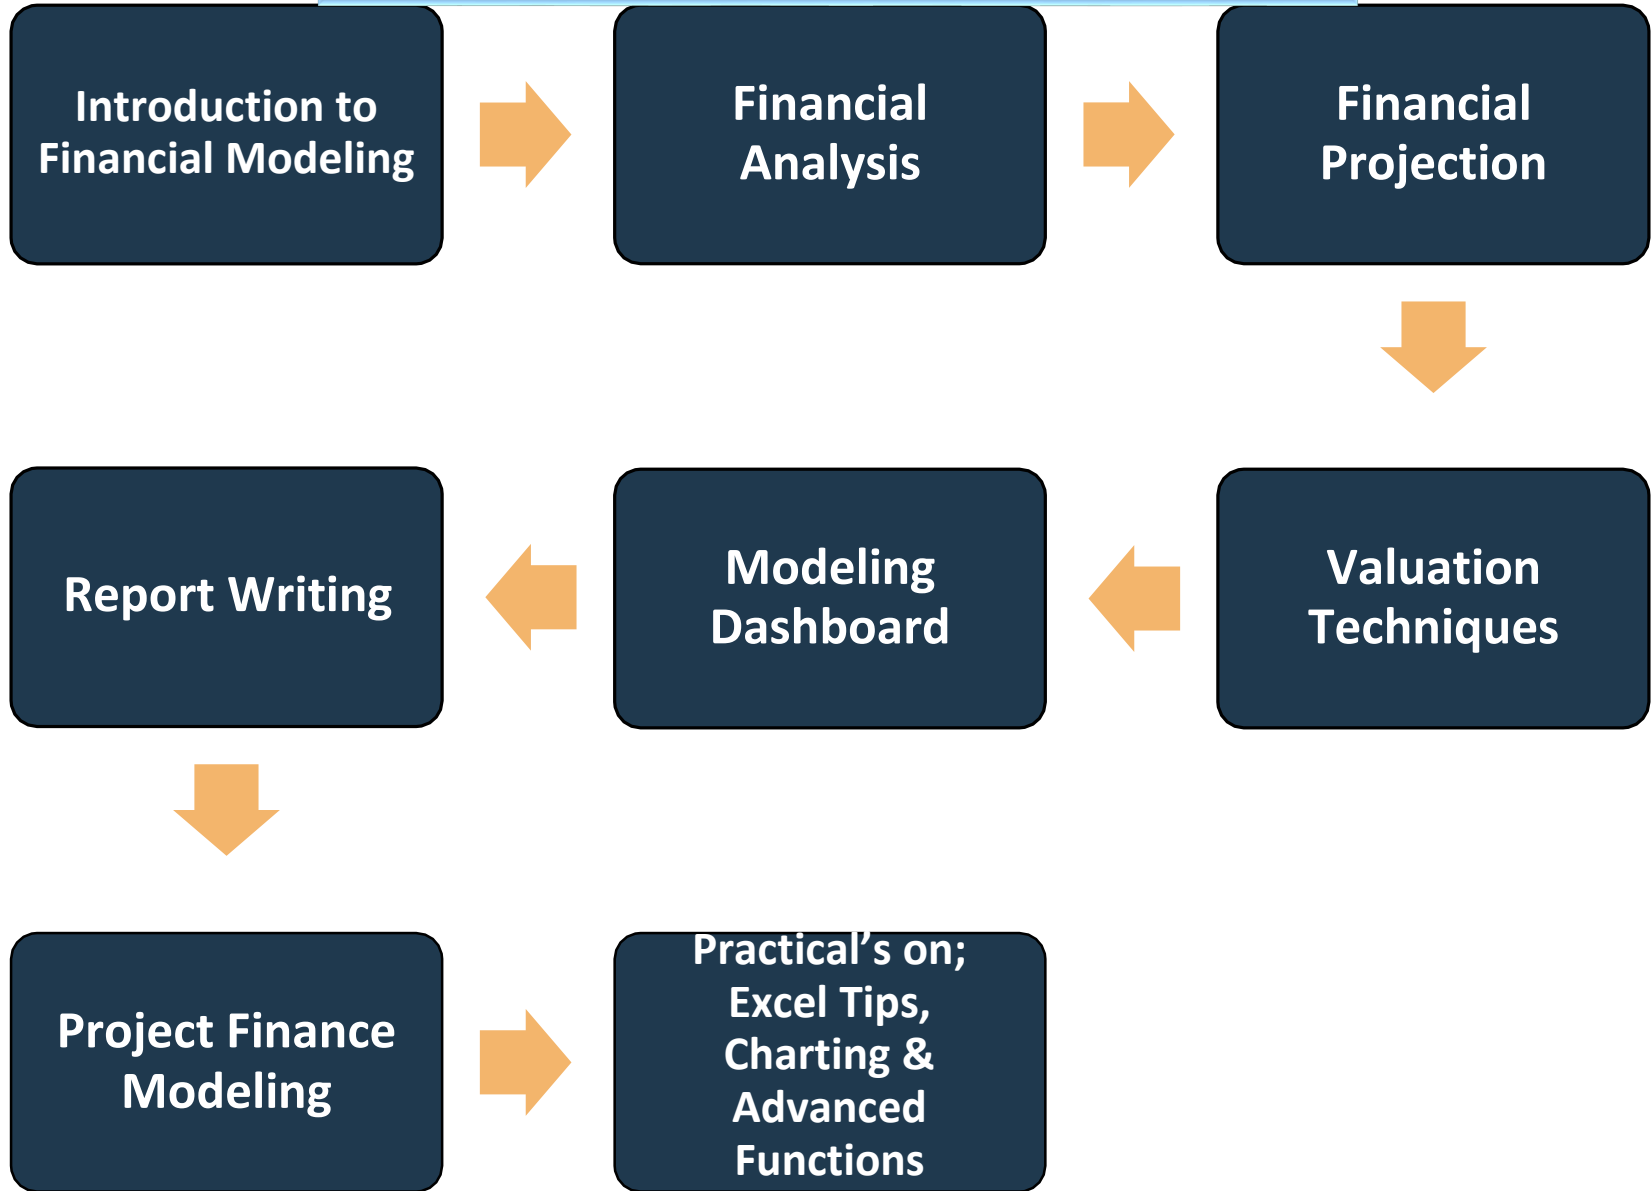 Introduction to
Financial Modeling
Financial
Analysis
Financial
Projection
Valuation
Techniques
Modeling
Dashboard
Report Writing
Project Finance
Modeling
Practical’s on;
Excel Tips,
Charting &
Advanced
Functions